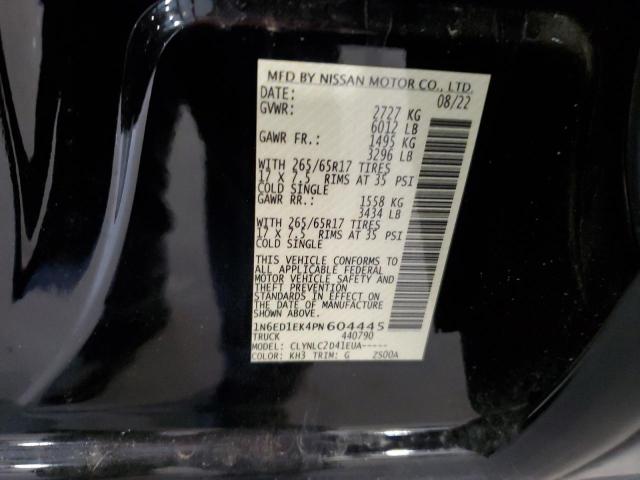 MFD BY NISSAN MOTOR CO., LTD.
DATE: 08/22
GVWR: 2727 KG
6012 LB
GAWR FR.: 1495 KG
3296 LB
WITH 265/65R17 TIRES
17 X 7.5 RIMS AT 35 PSI
COLD SINGLE
GAWR RR.: 1558 KG
3434 LB
WITH 265/65R17 TIRES
17 X 7.5 RIMS AT 35 PSI
COLD SINGLE
THIS VEHICLE CONFORMS TO
ALL APPLICABLE FEDERAL
MOTOR VEHICLE SAFETY AND
THEFT PREVENTION
STANDARDS IN EFFECT ON
THE DATE OF MANUFACTURE
SHOWN ABOVE.
1N6ED1EK4PN604445
TRUCK 440790
MODEL: CLYNLC2D41EUA-----
COLOR: KH3 TRIM: G 2S00A